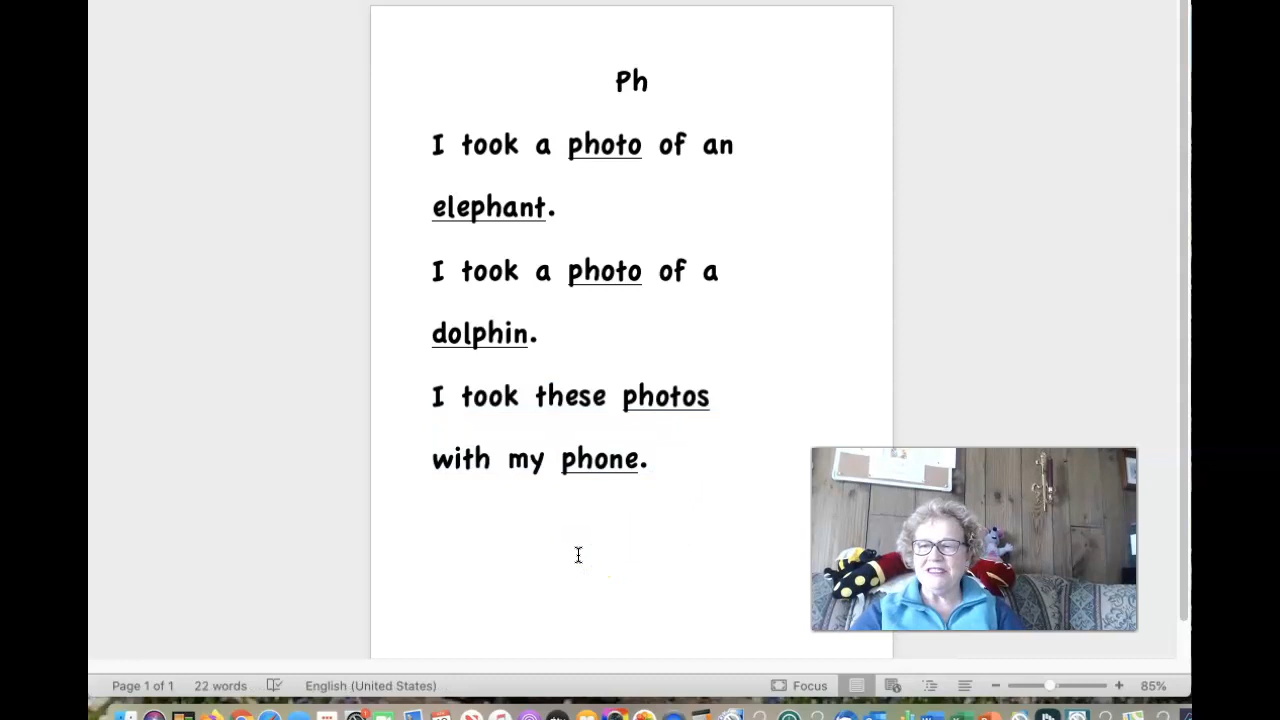 Ph
I took a photo of an
elephant.
I took a photo of a
dolphin.
I took these photos
with my phone.
Page 1 of 1 22 words English (United States) Focus 85%